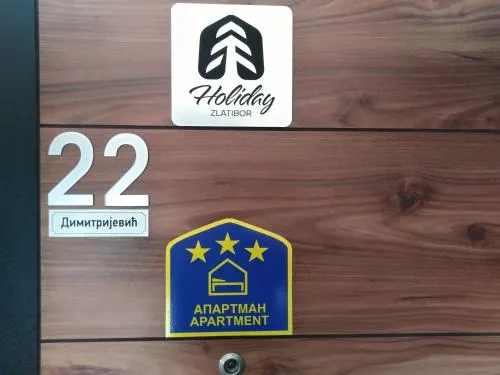 Holiday
ZLATIBOR
22
Димитријевић
АПАРТМАН
APARTMENT